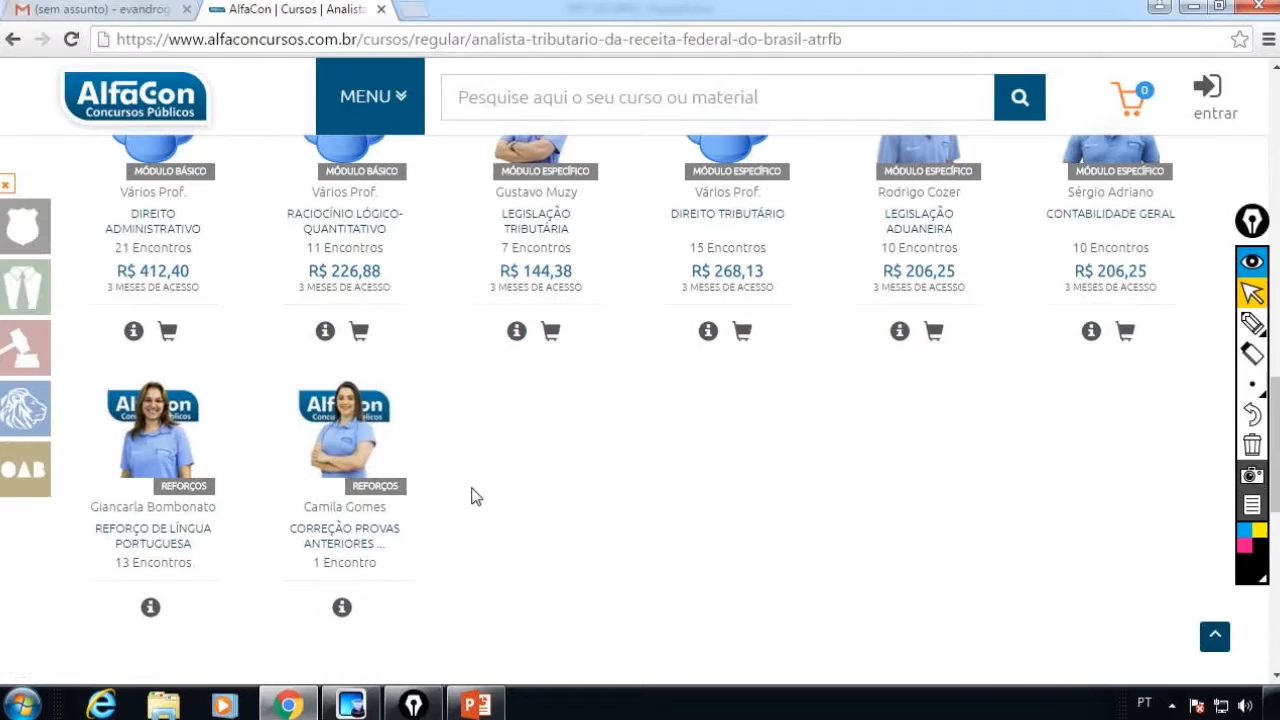 (sem assunto) - evandrog
AlfaCon | Cursos | Analista
https://www.alfaconcursos.com.br/cursos/regular/analista-tributario-da-receita-federal-do-brasil-atrfb
AlfaCon
Concursos Públicos
MENU
Pesquise aqui o seu curso ou material
0
entrar
MÓDULO BÁSICO
MÓDULO BÁSICO
MÓDULO ESPECÍFICO
MÓDULO ESPECÍFICO
MÓDULO ESPECÍFICO
MÓDULO ESPECÍFICO
Vários Prof.
Vários Prof.
Gustavo Muzy
Vários Prof.
Rodrigo Cozer
Sérgio Adriano
DIREITO
ADMINISTRATIVO
RACIOCÍNIO LÓGICO-
QUANTITATIVO
LEGISLAÇÃO
TRIBUTÁRIA
DIREITO TRIBUTÁRIO
LEGISLAÇÃO
ADUANEIRA
CONTABILIDADE GERAL
21 Encontros
11 Encontros
7 Encontros
15 Encontros
10 Encontros
10 Encontros
R$ 412,40
R$ 226,88
R$ 144,38
R$ 268,13
R$ 206,25
R$ 206,25
3 MESES DE ACESSO
3 MESES DE ACESSO
3 MESES DE ACESSO
3 MESES DE ACESSO
3 MESES DE ACESSO
3 MESES DE ACESSO
OAB
REFORÇOS
REFORÇOS
Giancarla Bombonato
Camila Gomes
REFORÇO DE LÍNGUA
PORTUGUESA
CORREÇÃO PROVAS
ANTERIORES ...
13 Encontros
1 Encontro
PT